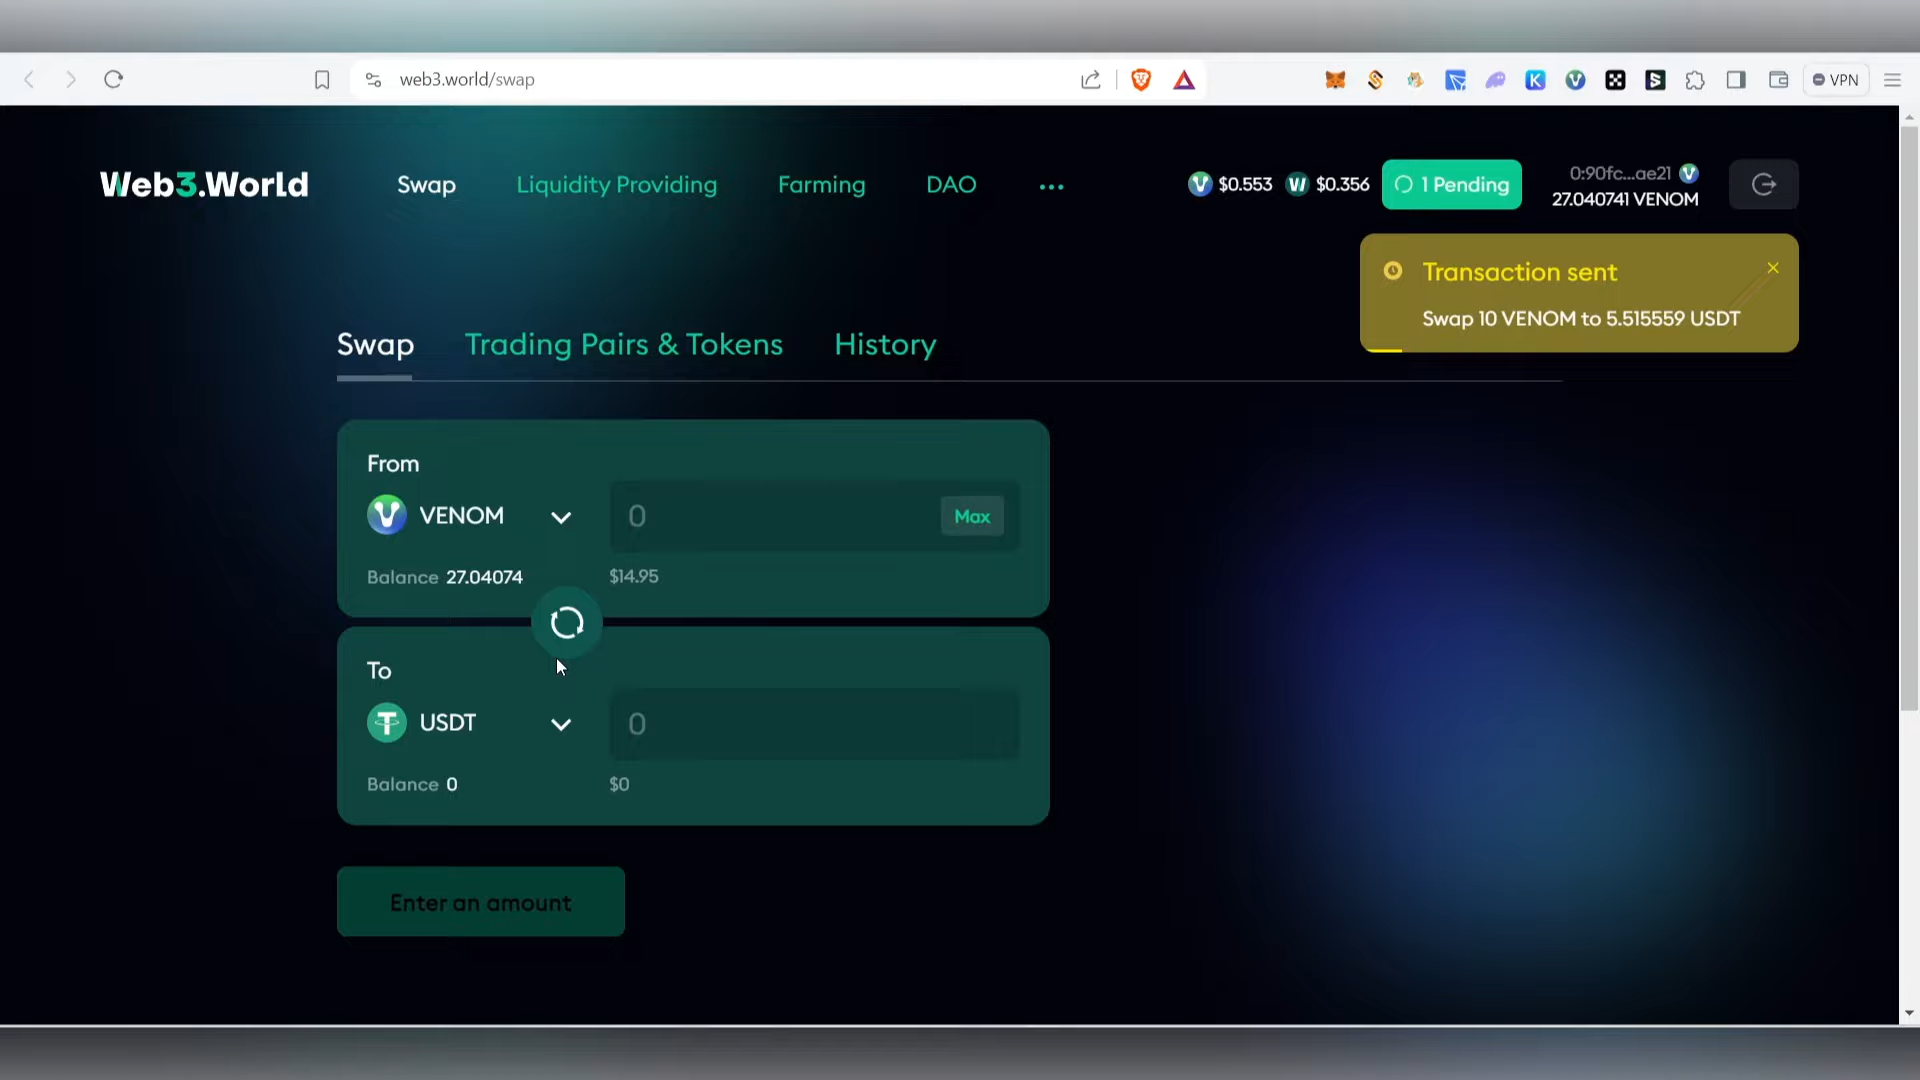 web3.world/swap
VPN
Web3.World
Swap
Liquidity Providing
Farming
DAO
$0.553
$0.356
1 Pending
0:90fc...ae21
27.040741 VENOM
Transaction sent
Swap 10 VENOM to 5.515559 USDT
Swap
Trading Pairs & Tokens
History
From
VENOM
0
Max
Balance 27.04074
$14.95
To
USDT
0
Balance 0
$0
Enter an amount